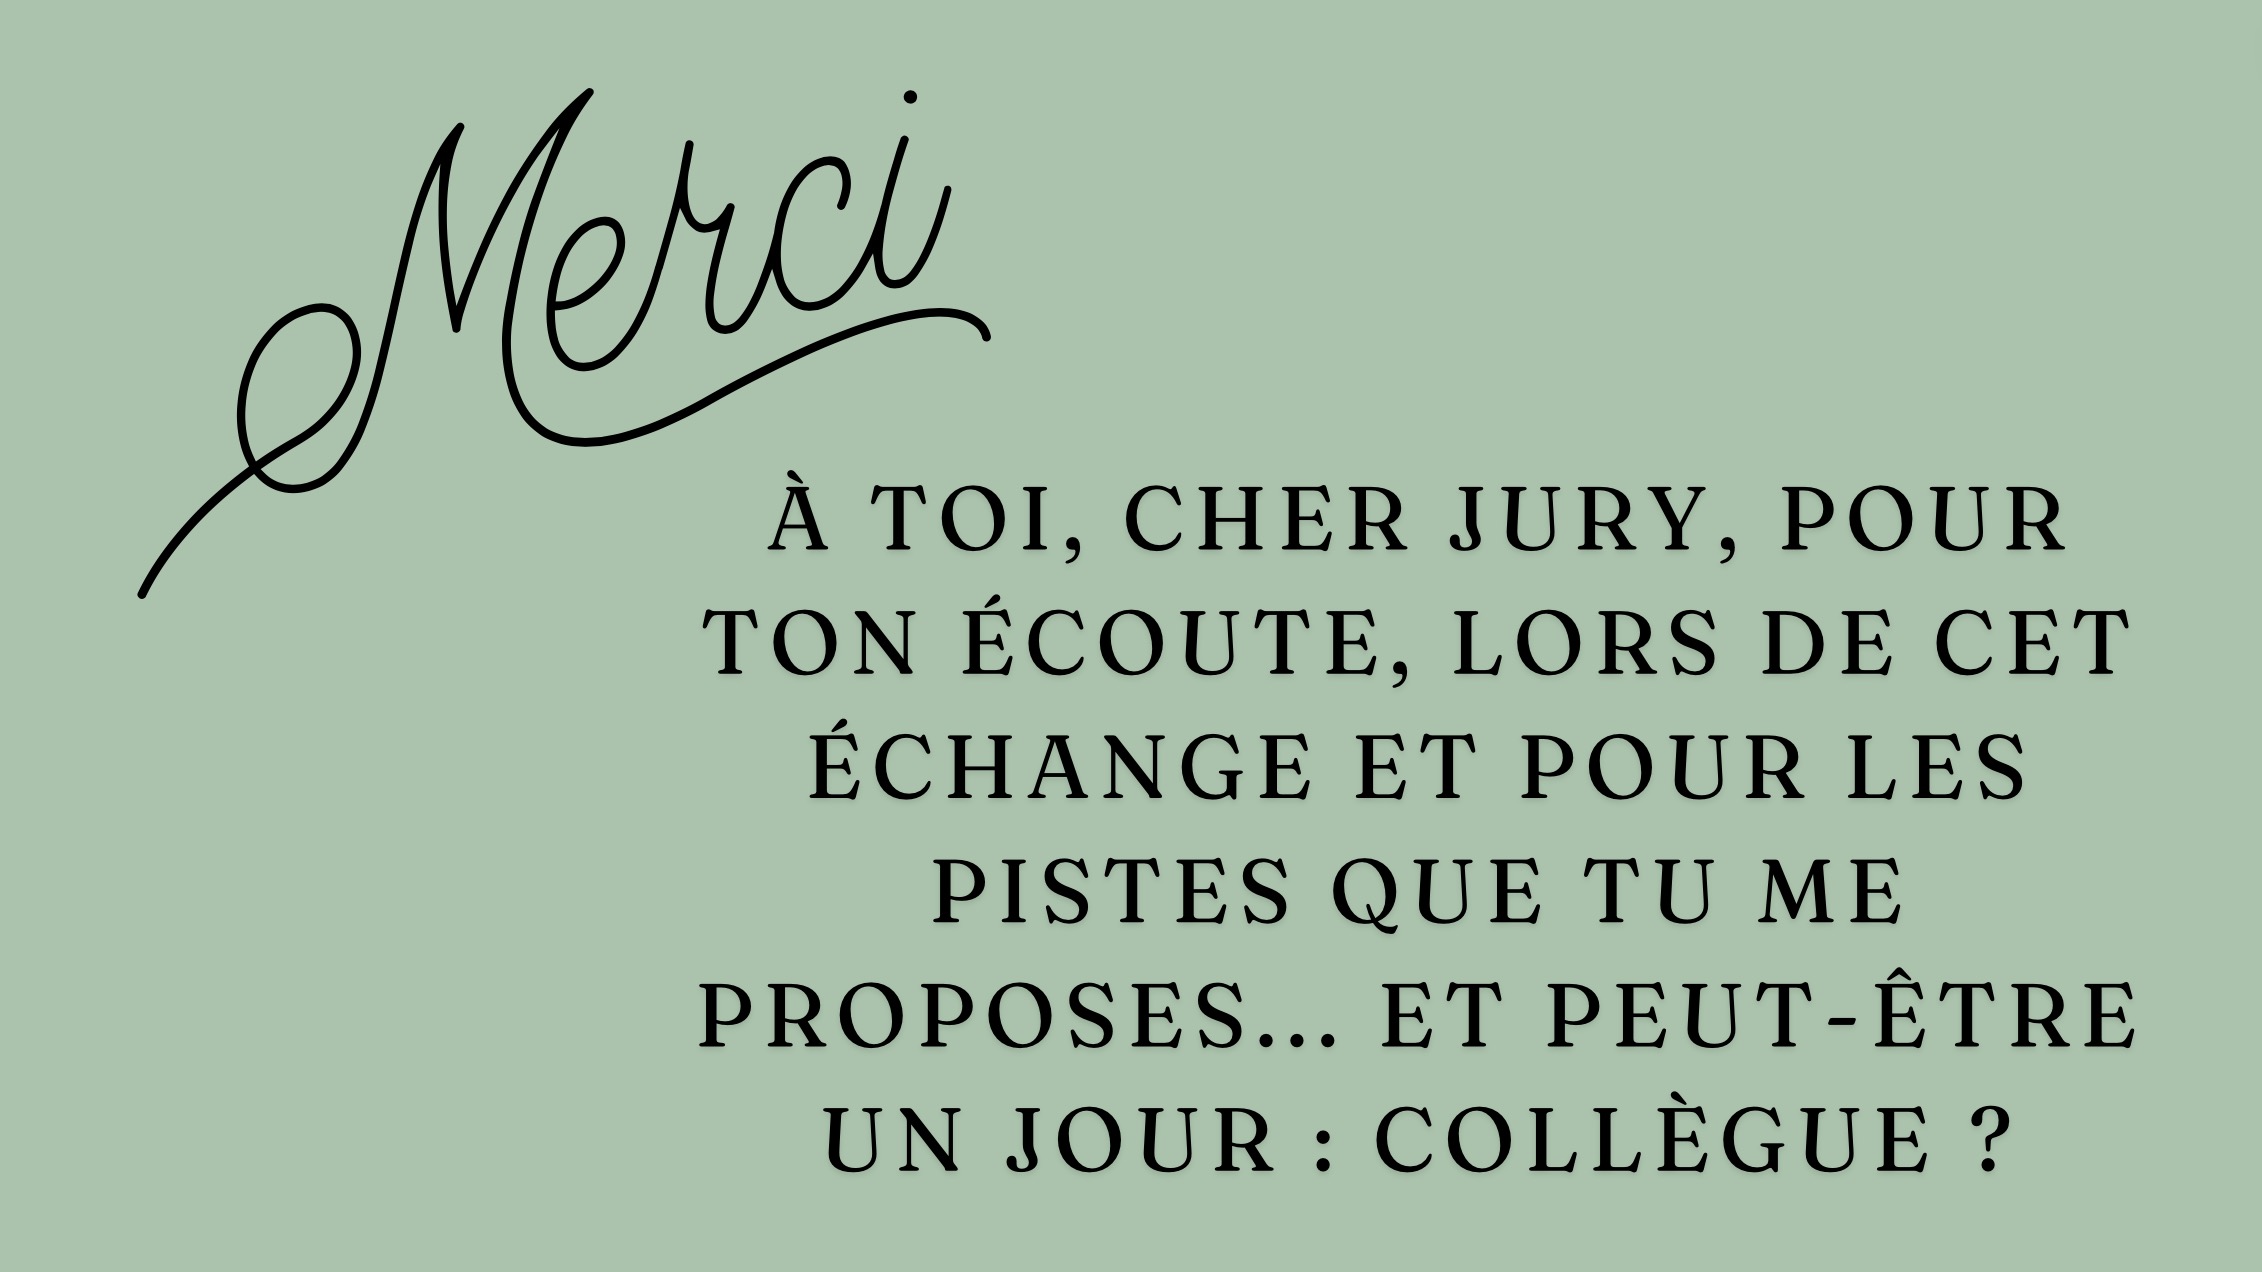 Merci
À TOI, CHER JURY, POUR
TON ÉCOUTE, LORS DE CET
ÉCHANGE ET POUR LES
PISTES QUE TU ME
PROPOSES... ET PEUT-ÊTRE
UN JOUR : COLLÈGUE ?